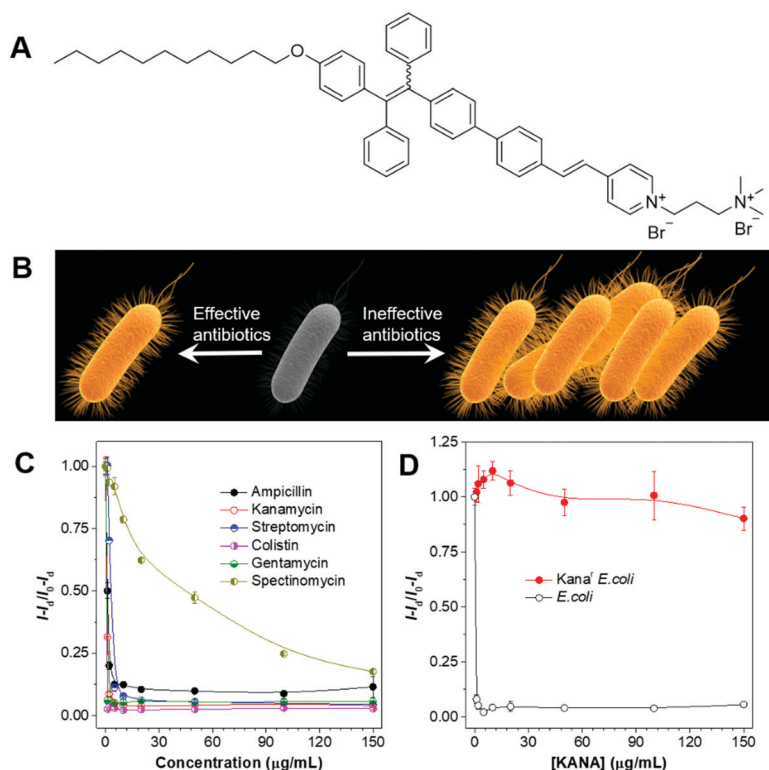 A
O
N⁺
Br⁻
N⁺
Br⁻
B
Effective
antibiotics
Ineffective
antibiotics
C
1.00
0.75
0.50
0.25
0.00
I-Id/I0-Id
Ampicillin
Kanamycin
Streptomycin
Colistin
Gentamycin
Spectinomycin
0 30 60 90 120 150
Concentration (μg/mL)
D
1.25
1.00
0.75
0.50
0.25
0.00
I-Id/I0-Id
Kanaʳ E.coli
E.coli
0 30 60 90 120 150
[KANA] (μg/mL)